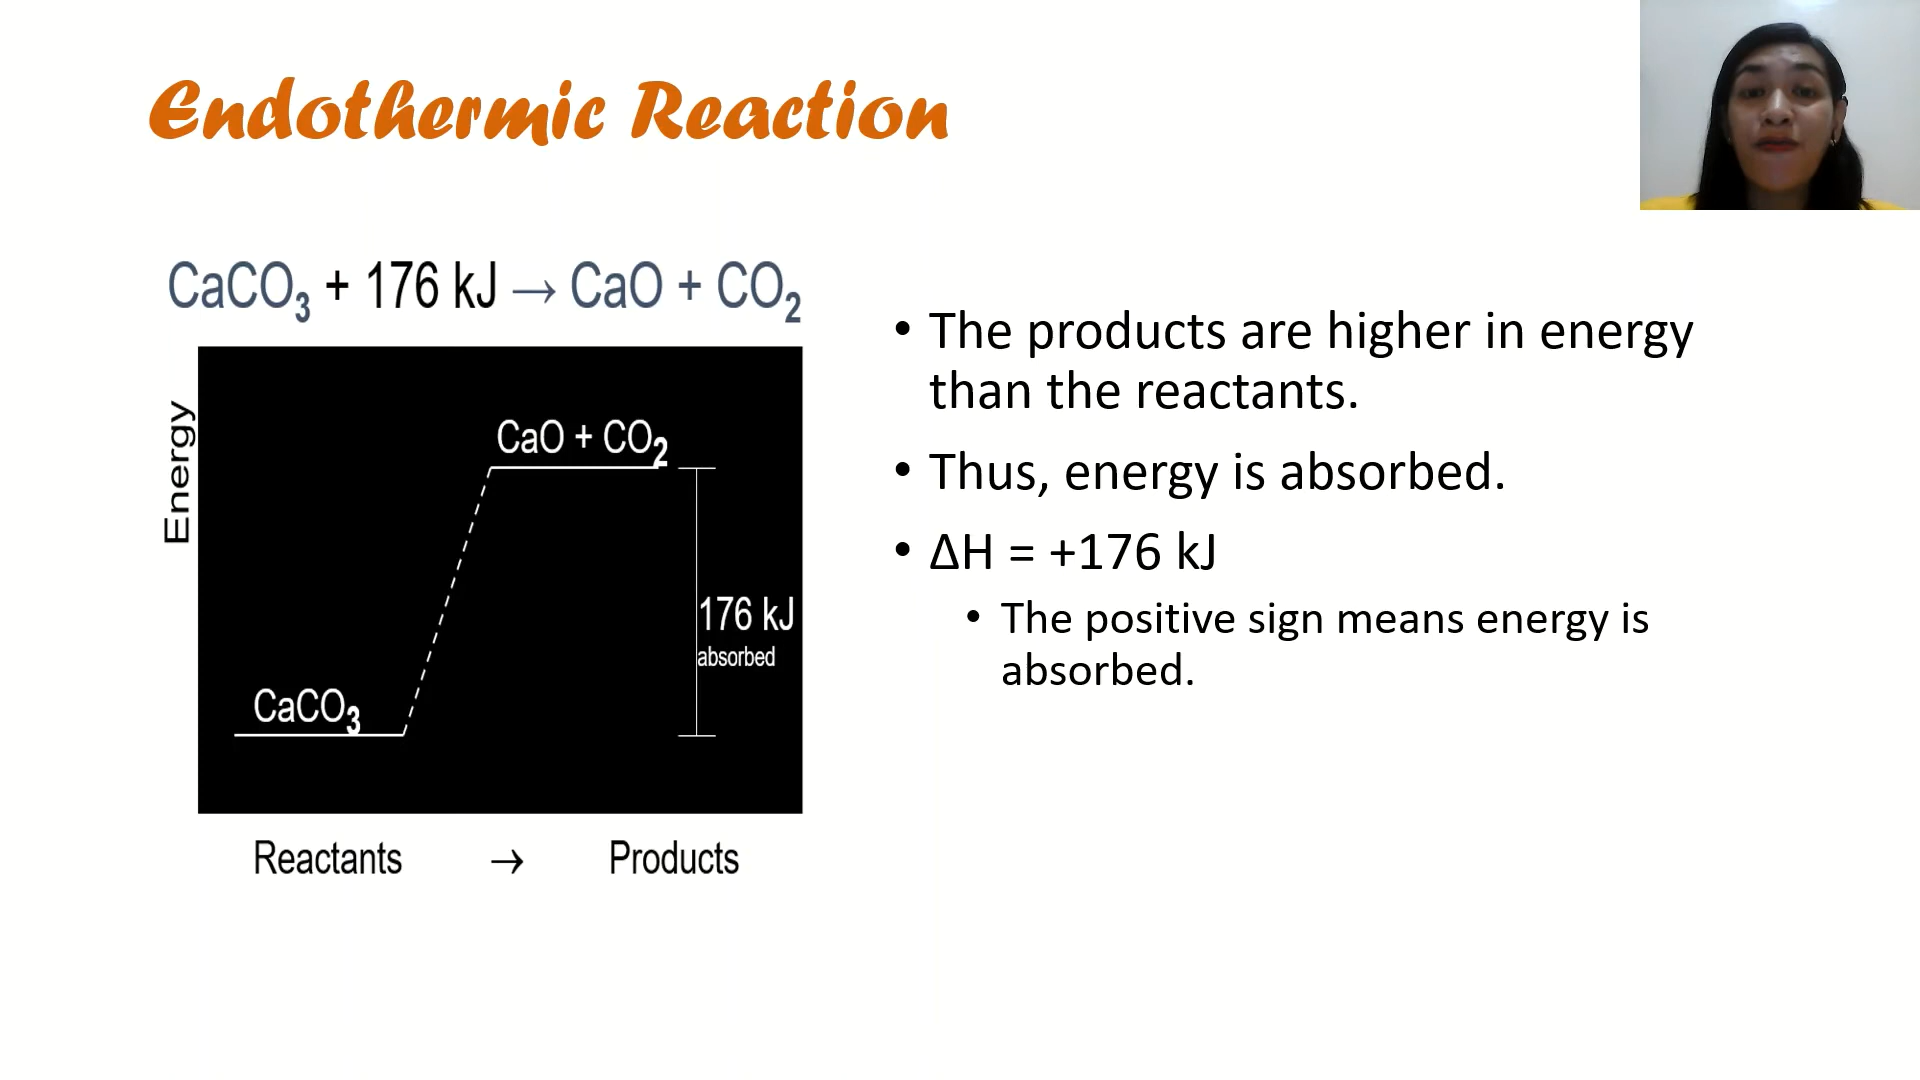 Endothermic Reaction
CaCO₃ + 176 kJ → CaO + CO₂
Energy
CaO + CO₂
176 kJ
absorbed
CaCO₃
Reactants → Products
• The products are higher in energy
than the reactants.
• Thus, energy is absorbed.
• ΔH = +176 kJ
• The positive sign means energy is
absorbed.